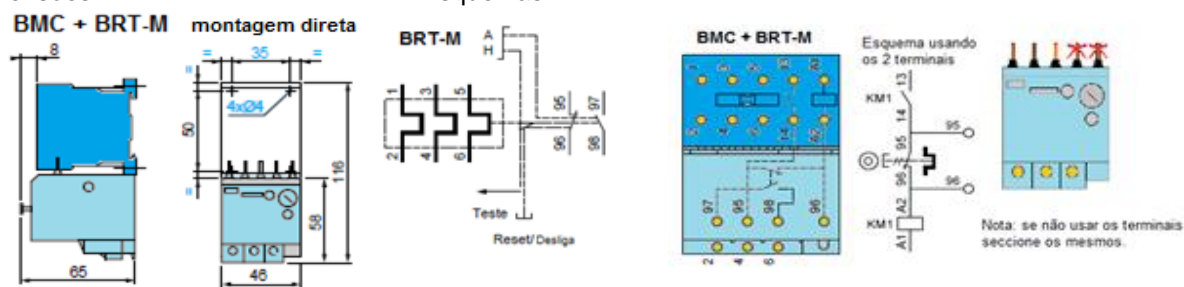 BMC + BRT-M
montagem direta
8
= 35 =
4xØ4
=
50
=
116
58
65
46
BRT-M
A
H
1 3 5
95 97
96 98
2 4 6
Teste
Reset/Desliga
BMC + BRT-M
14
A2
97 95 98 96
2 4 6
Esquema usando
os 2 terminais
13
KM1
14
95
95
96
96
A2
KM1
A1
Nota: se não usar os terminais
seccione os mesmos.